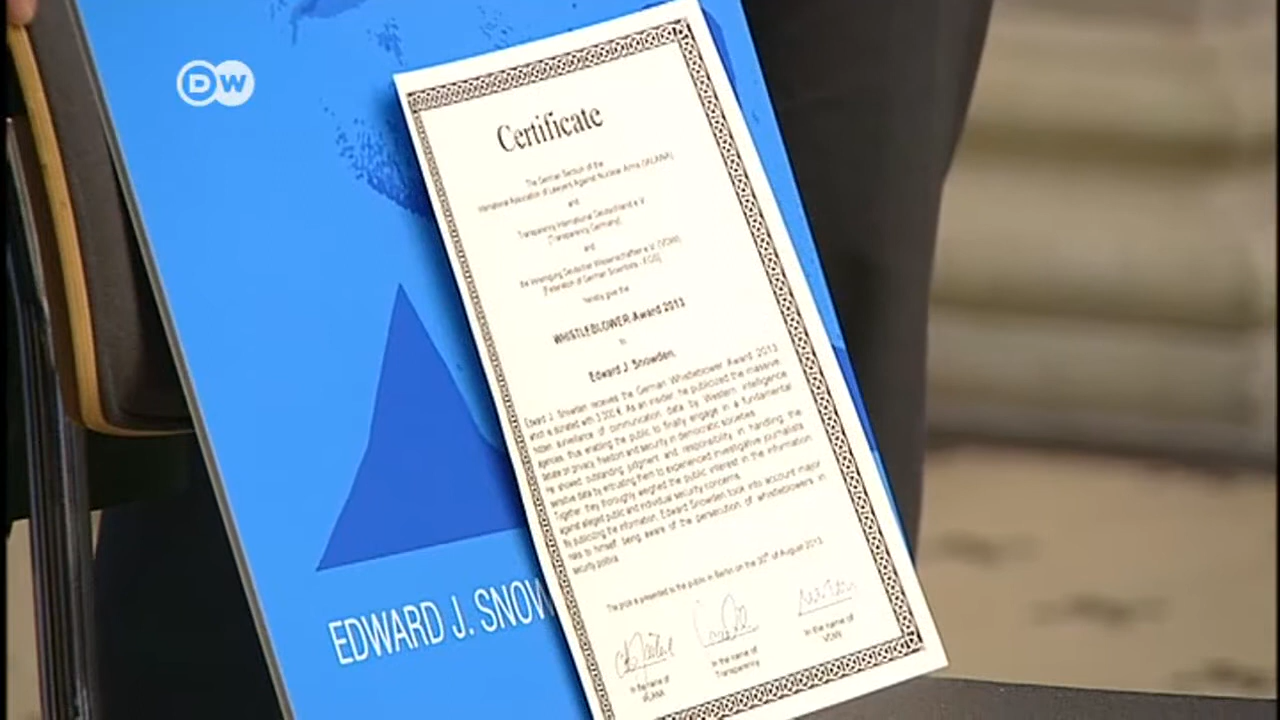 DW
Certificate
The German Section of the
International Association of Lawyers Against Nuclear Arms (IALANA)
and
Transparency International Deutschland e.V.
[Transparency Germany]
and
the Vereinigung Deutscher Wissenschaftler e.V. (VDW)
[Federation of German Scientists - FGS]
hereby give the
WHISTLEBLOWER-Award 2013
to
Edward J. Snowden.
Edward J. Snowden receives the German Whistleblower Award 2013,
which is donated with 3,000 €. As an insider, he publicized the massive,
hidden surveillance of communication data by Western intelligence
agencies, thus enabling the public to finally engage in a fundamental
debate on privacy, freedom and security in democratic societies.
He showed outstanding judgment and responsibility in handling the
sensitive data by entrusting them to experienced investigative journalists.
Together, they thoroughly weighed the public interest in the information
against alleged public and individual security concerns.
By publicizing the information, Edward Snowden took into account major
risks to himself, being aware of the persecution of whistleblowers in
security politics.
The prize is presented to the public in Berlin on the 30th of August 2013.
In the name of
IALANA
In the name of
Transparency
In the name of
VDW
EDWARD J. SNOW